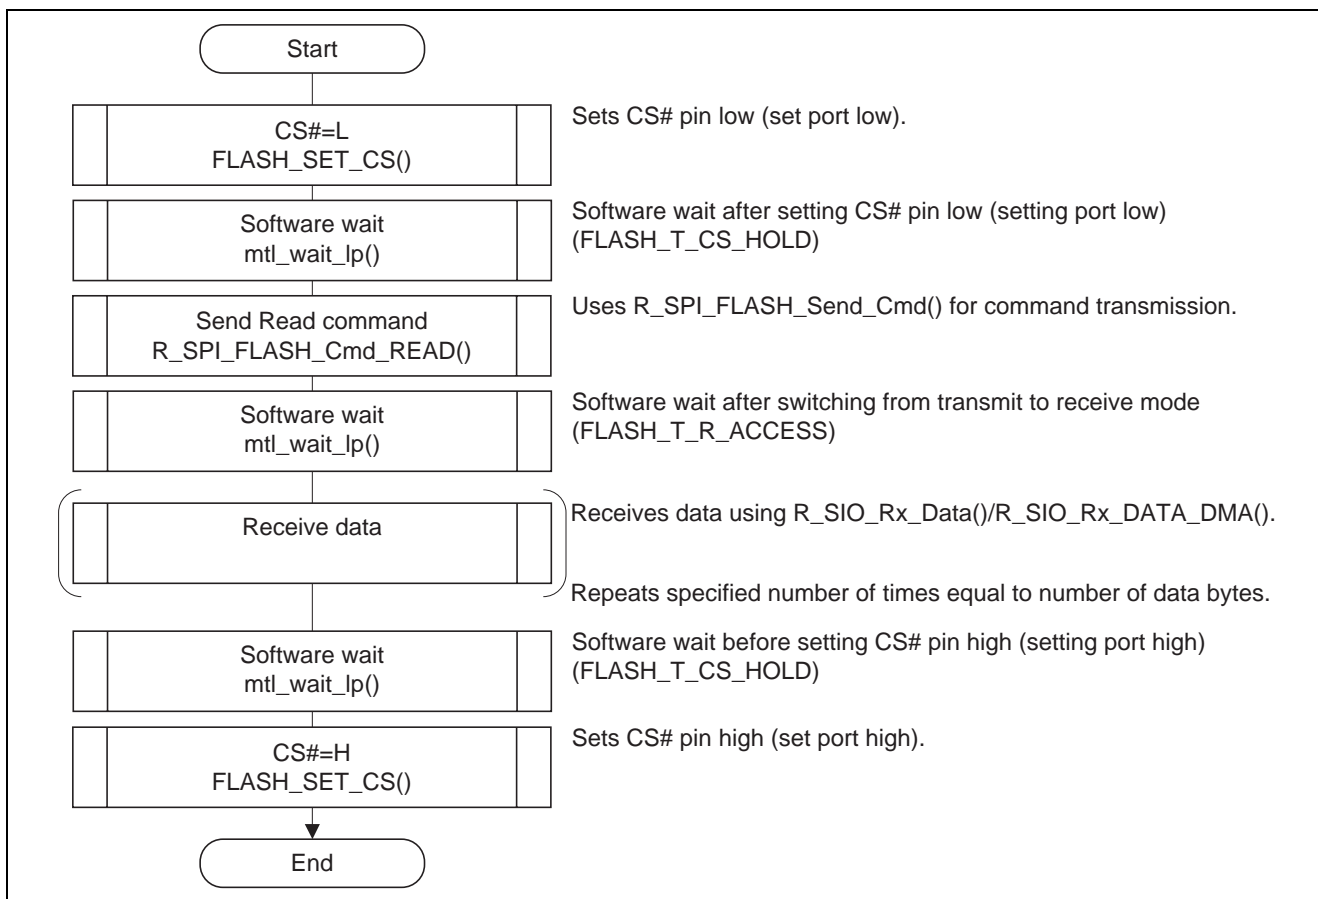 Start
CS#=L
FLASH_SET_CS()
Sets CS# pin low (set port low).
Software wait
mtl_wait_lp()
Software wait after setting CS# pin low (setting port low)
(FLASH_T_CS_HOLD)
Send Read command
R_SPI_FLASH_Cmd_READ()
Uses R_SPI_FLASH_Send_Cmd() for command transmission.
Software wait
mtl_wait_lp()
Software wait after switching from transmit to receive mode
(FLASH_T_R_ACCESS)
Receive data
Receives data using R_SIO_Rx_Data()/R_SIO_Rx_DATA_DMA().
Repeats specified number of times equal to number of data bytes.
Software wait
mtl_wait_lp()
Software wait before setting CS# pin high (setting port high)
(FLASH_T_CS_HOLD)
CS#=H
FLASH_SET_CS()
Sets CS# pin high (set port high).
End